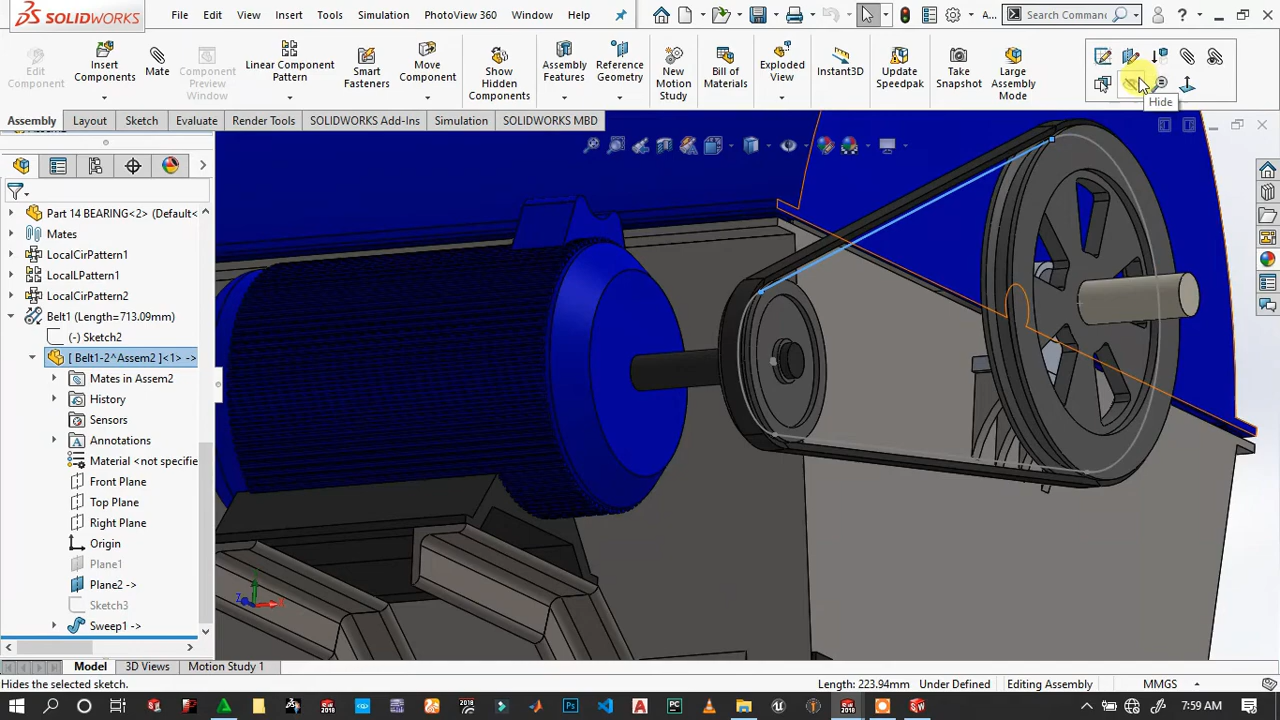 SOLIDWORKS
File Edit View Insert Tools Simulation PhotoView 360 Window Help
A...
Search Comman
Edit Component
Insert Components
Mate
Component Preview Window
Linear Component Pattern
Smart Fasteners
Move Component
Show Hidden Components
Assembly Features
Reference Geometry
New Motion Study
Bill of Materials
Exploded View
Instant3D
Update Speedpak
Take Snapshot
Large Assembly Mode
Hide
Assembly Layout Sketch Evaluate Render Tools SOLIDWORKS Add-Ins Simulation SOLIDWORKS MBD
Part 14 BEARING<2> (Default<
Mates
LocalCirPattern1
LocalLPattern1
LocalCirPattern2
Belt1 (Length=713.09mm)
(-) Sketch2
[ Belt1-2^Assem2 ]<1> ->
Mates in Assem2
History
Sensors
Annotations
Material <not specifie
Front Plane
Top Plane
Right Plane
Origin
Plane1
Plane2 ->
Sketch3
Sweep1 ->
Z
Model 3D Views Motion Study 1
Hides the selected sketch. Length: 223.94mm Under Defined Editing Assembly MMGS
7:59 AM